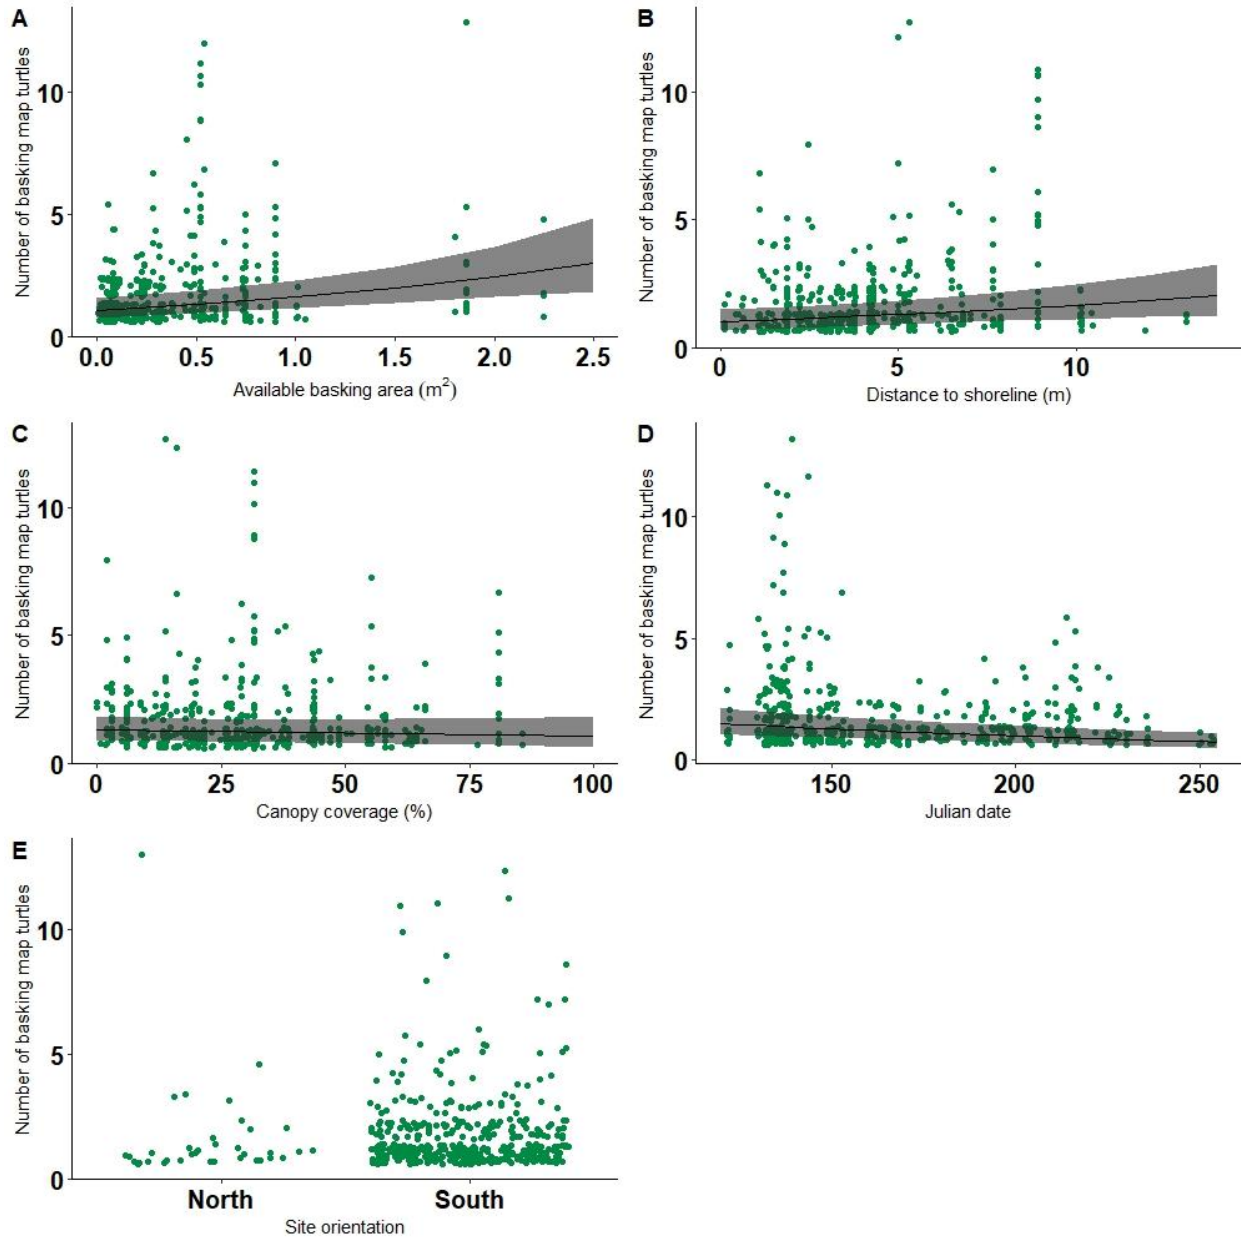 A
Number of basking map turtles
10
5
0
0.0 0.5 1.0 1.5 2.0 2.5
Available basking area (m²)
B
Number of basking map turtles
10
5
0
0 5 10
Distance to shoreline (m)
C
Number of basking map turtles
10
5
0
0 25 50 75 100
Canopy coverage (%)
D
Number of basking map turtles
10
5
0
150 200 250
Julian date
E
Number of basking map turtles
10
5
0
North South
Site orientation